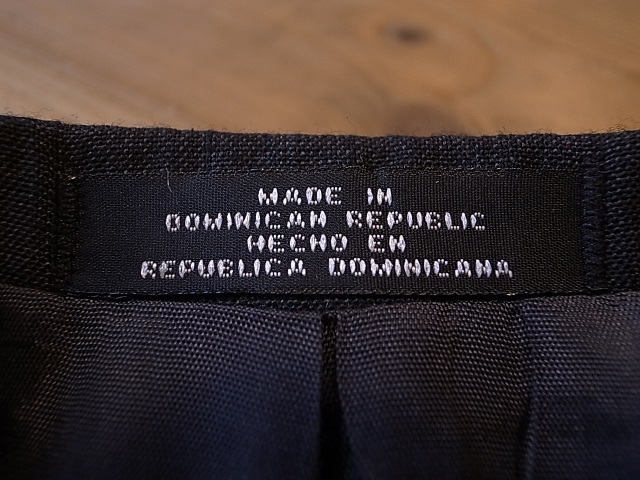 MADE IN
DOMINICAN REPUBLIC
HECHO EN
REPUBLICA DOMINICANA